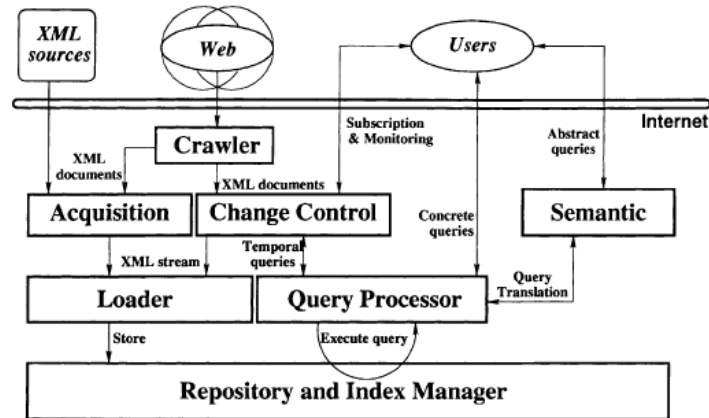 XML
sources
Web
Users
Internet
Subscription
& Monitoring
Abstract
queries
Crawler
XML
documents
XML documents
Acquisition
Change Control
Semantic
Concrete
queries
Temporal
queries
XML stream
Query
Translation
Loader
Query Processor
Store
Execute query
Repository and Index Manager